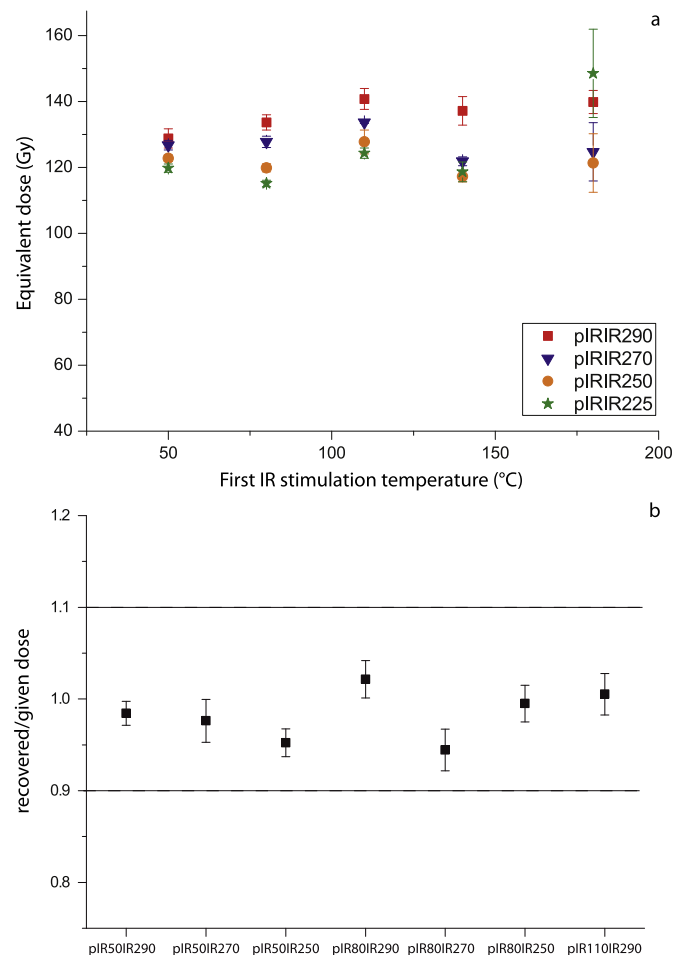 a
160
140
120
100
80
60
40
Equivalent dose (Gy)
pIRIR290
pIRIR270
pIRIR250
pIRIR225
50
100
150
200
First IR stimulation temperature (°C)
b
1.2
1.1
1.0
0.9
0.8
recovered/given dose
pIR50IR290 pIR50IR270 pIR50IR250 pIR80IR290 pIR80IR270 pIR80IR250 pIR110IR290